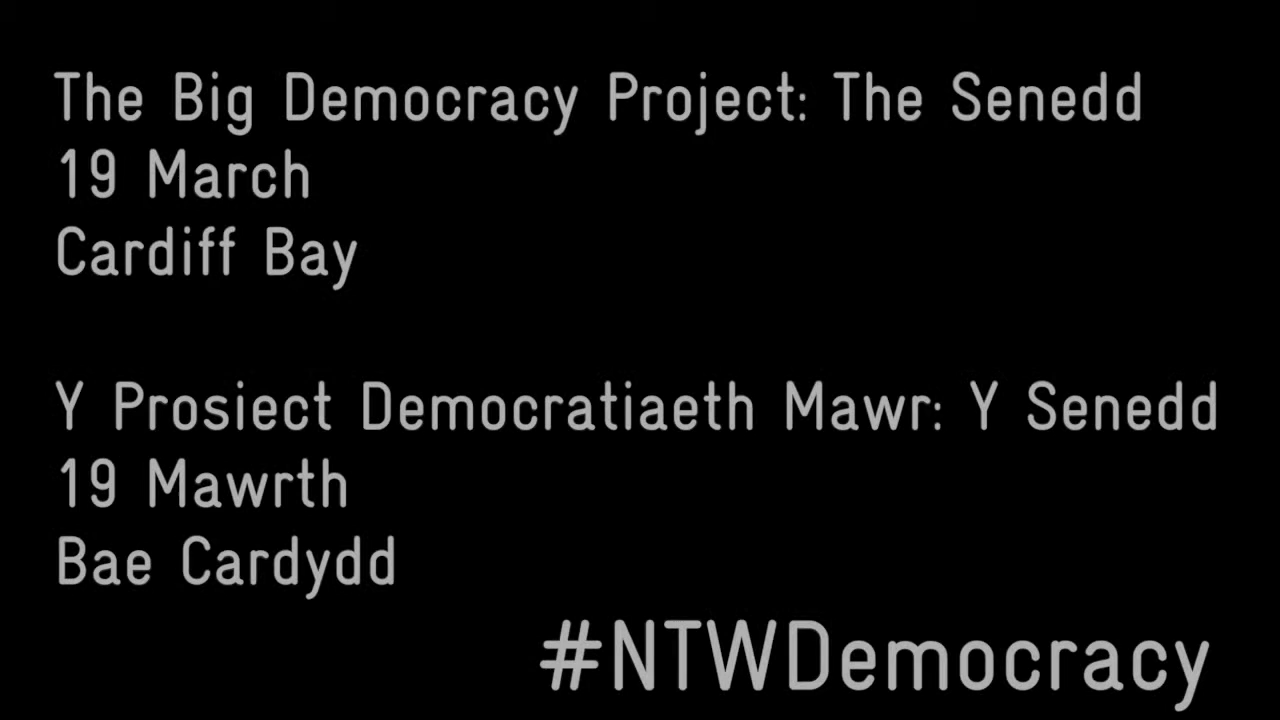 The Big Democracy Project: The Senedd
19 March
Cardiff Bay
Y Prosiect Democratiaeth Mawr: Y Senedd
19 Mawrth
Bae Cardydd
#NTWDemocracy